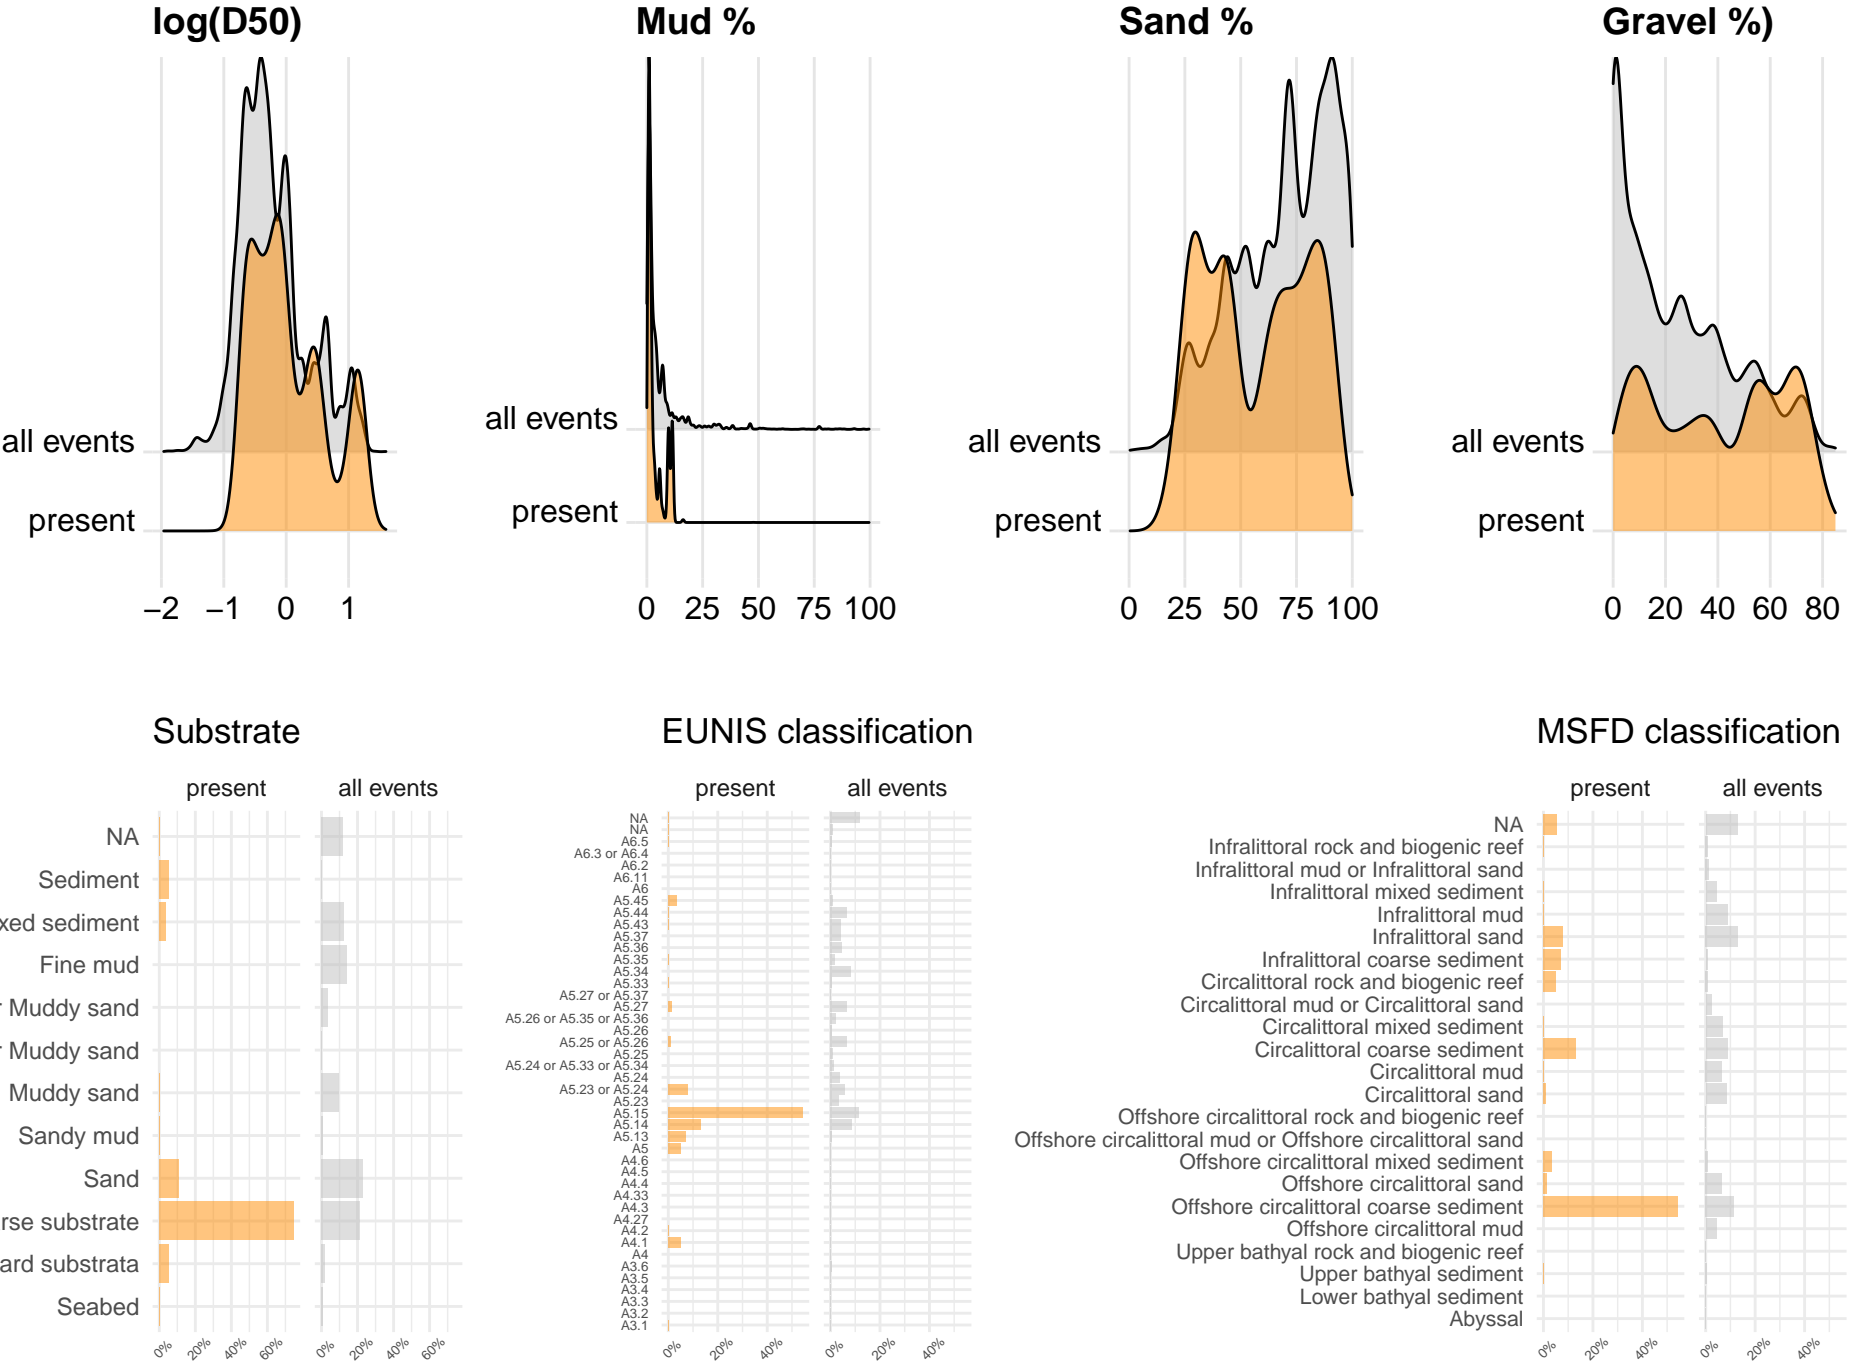 log(D50)
Mud %
Sand %
Gravel %)
all events
present
−2 −1 0 1
all events
present
0 25 50 75 100
all events
present
0 25 50 75 100
all events
present
0 20 40 60 80
Substrate
present all events
NA
Sediment
xed sediment
Fine mud
r Muddy sand
r Muddy sand
Muddy sand
Sandy mud
Sand
rse substrate
ard substrata
Seabed
0% 20% 40% 60% 0% 20% 40% 60%
EUNIS classification
present all events
NA
NA
A6.5
A6.3 or A6.4
A6.2
A6.11
A6
A5.45
A5.44
A5.43
A5.37
A5.36
A5.35
A5.34
A5.33
A5.27 or A5.37
A5.27
A5.26 or A5.35 or A5.36
A5.26
A5.25 or A5.26
A5.25
A5.24 or A5.33 or A5.34
A5.24
A5.23 or A5.24
A5.23
A5.15
A5.14
A5.13
A5
A4.6
A4.5
A4.4
A4.33
A4.3
A4.27
A4.2
A4.1
A4
A3.6
A3.5
A3.4
A3.3
A3.2
A3.1
0% 20% 40% 0% 20% 40%
MSFD classification
present all events
NA
Infralittoral rock and biogenic reef
Infralittoral mud or Infralittoral sand
Infralittoral mixed sediment
Infralittoral mud
Infralittoral sand
Infralittoral coarse sediment
Circalittoral rock and biogenic reef
Circalittoral mud or Circalittoral sand
Circalittoral mixed sediment
Circalittoral coarse sediment
Circalittoral mud
Circalittoral sand
Offshore circalittoral rock and biogenic reef
Offshore circalittoral mud or Offshore circalittoral sand
Offshore circalittoral mixed sediment
Offshore circalittoral sand
Offshore circalittoral coarse sediment
Offshore circalittoral mud
Upper bathyal rock and biogenic reef
Upper bathyal sediment
Lower bathyal sediment
Abyssal
0% 20% 40% 0% 20% 40%